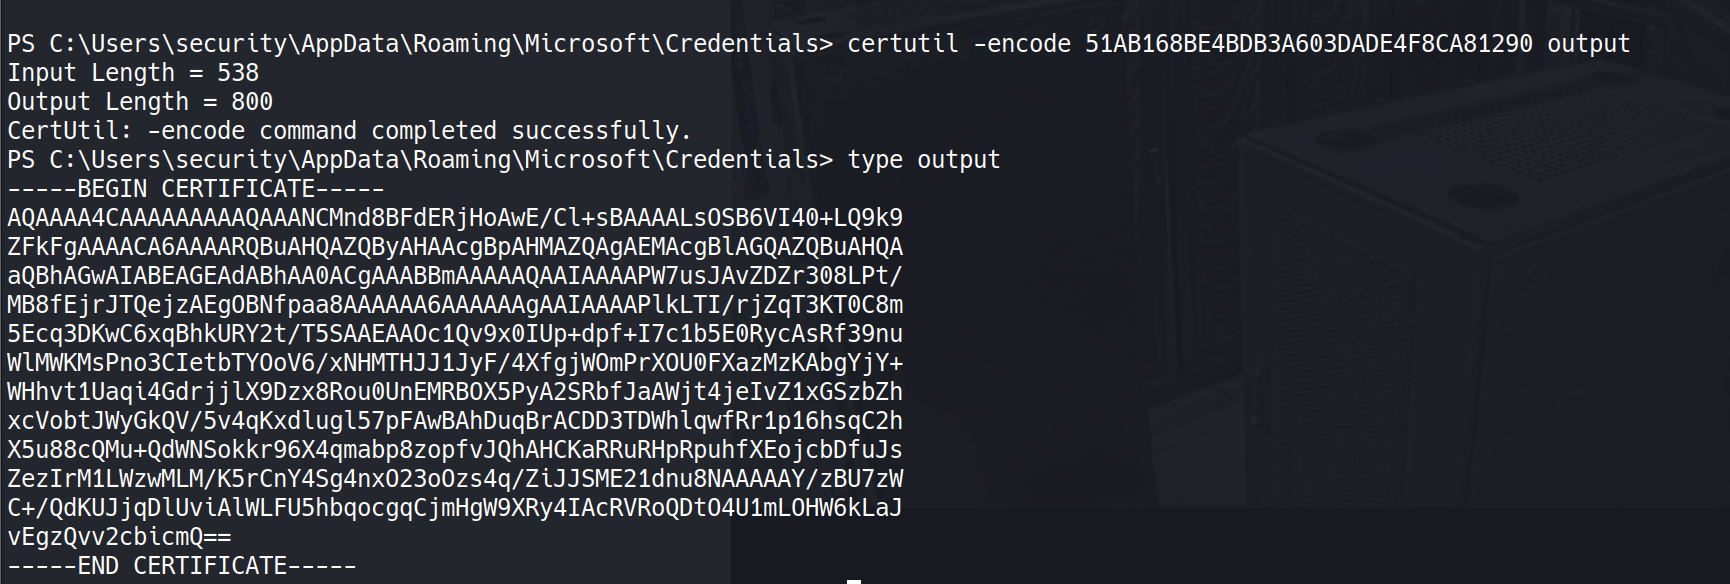 PS C:\Users\security\AppData\Roaming\Microsoft\Credentials> certutil -encode 51AB168BE4BDB3A603DADE4F8CA81290 output
Input Length = 538
Output Length = 800
CertUtil: -encode command completed successfully.
PS C:\Users\security\AppData\Roaming\Microsoft\Credentials> type output
-----BEGIN CERTIFICATE-----
AQAAAA4CAAAAAAAAAQAAANCMnd8BFdERjHoAwE/Cl+sBAAAALsOSB6VI40+LQ9k9
ZFkFgAAAACA6AAAARQBuAHQAZQByAHAAcgBpAHMAZQAgAEMAcgBlAGQAZQBuAHQA
aQBhAGwAIABEAGEAdABhAA0ACgAAABBmAAAAAQAAIAAAAPW7usJAvZDZr308LPt/
MB8fEjrJTQejzAEgOBNfpaa8AAAAAA6AAAAAAgAAIAAAAPlkLTI/rjZqT3KT0C8m
5Ecq3DKwC6xqBhkURY2t/T5SAAEAAOc1Qv9x0IUp+dpf+I7c1b5E0RycAsRf39nu
WlMWKMsPno3CIetbTYOoV6/xNHMTHJJ1JyF/4XfgjWOmPrXOU0FXazMzKAbgYjY+
WHhvt1Uaqi4GdrjjlX9Dzx8Rou0UnEMRBOX5PyA2SRbfJaAWjt4jeIvZ1xGSzbZh
xcVobtJWyGkQV/5v4qKxdlugl57pFAwBAhDuqBrACDD3TDWhlqwfRr1p16hsqC2h
X5u88cQMu+QdWNSokkr96X4qmabp8zopfvJQhAHCKaRRuRHpRpuhfXEojcbDfuJs
ZezIrM1LWzwMLM/K5rCnY4Sg4nxO23oOzs4q/ZiJJSME21dnu8NAAAAAY/zBU7zW
C+/QdKUJjqDlUviAlWLFU5hbqocgqCjmHgW9XRy4IAcRVRoQDtO4U1mLOHW6kLaJ
vEgzQvv2cbicmQ==
-----END CERTIFICATE-----